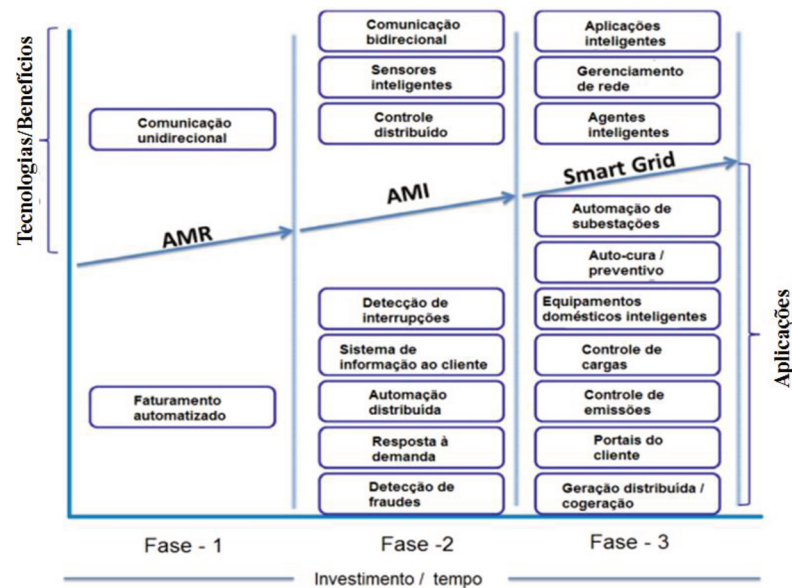 Tecnologias/Benefícios
Comunicação
unidirecional
AMR
Faturamento
automatizado
Comunicação
bidirecional
Sensores
inteligentes
Controle
distribuído
AMI
Detecção de
interrupções
Sistema de
informação ao cliente
Automação
distribuída
Resposta à
demanda
Detecção de
fraudes
Aplicações
inteligentes
Gerenciamento
de rede
Agentes
inteligentes
Smart Grid
Automação de
subestações
Auto-cura /
preventivo
Equipamentos
domésticos inteligentes
Controle de
cargas
Controle de
emissões
Portais do
cliente
Geração distribuída /
cogeração
Aplicações
Fase - 1
Fase -2
Fase - 3
Investimento / tempo